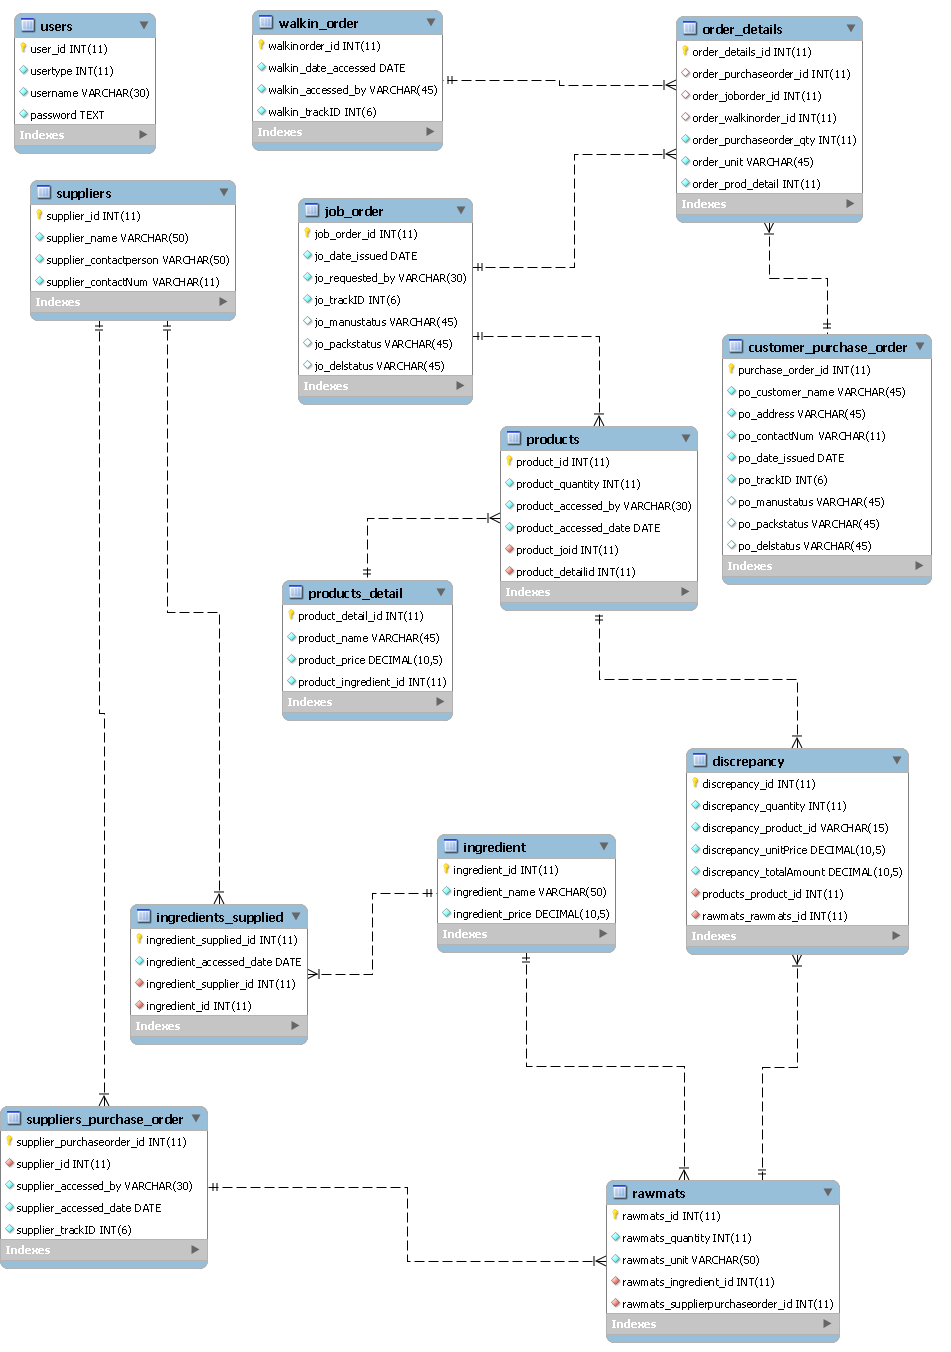 users
user_id INT(11)
usertype INT(11)
username VARCHAR(30)
password TEXT
Indexes
walkin_order
walkinorder_id INT(11)
walkin_date_accessed DATE
walkin_accessed_by VARCHAR(45)
walkin_trackID INT(6)
Indexes
order_details
order_details_id INT(11)
order_purchaseorder_id INT(11)
order_joborder_id INT(11)
order_walkinorder_id INT(11)
order_purchaseorder_qty INT(11)
order_unit VARCHAR(45)
order_prod_detail INT(11)
Indexes
suppliers
supplier_id INT(11)
supplier_name VARCHAR(50)
supplier_contactperson VARCHAR(50)
supplier_contactNum VARCHAR(11)
Indexes
job_order
job_order_id INT(11)
jo_date_issued DATE
jo_requested_by VARCHAR(30)
jo_trackID INT(6)
jo_manustatus VARCHAR(45)
jo_packstatus VARCHAR(45)
jo_delstatus VARCHAR(45)
Indexes
customer_purchase_order
purchase_order_id INT(11)
po_customer_name VARCHAR(45)
po_address VARCHAR(45)
po_contactNum VARCHAR(11)
po_date_issued DATE
po_trackID INT(6)
po_manustatus VARCHAR(45)
po_packstatus VARCHAR(45)
po_delstatus VARCHAR(45)
Indexes
products
product_id INT(11)
product_quantity INT(11)
product_accessed_by VARCHAR(30)
product_accessed_date DATE
product_joid INT(11)
product_detailid INT(11)
Indexes
products_detail
product_detail_id INT(11)
product_name VARCHAR(45)
product_price DECIMAL(10,5)
product_ingredient_id INT(11)
Indexes
discrepancy
discrepancy_id INT(11)
discrepancy_quantity INT(11)
discrepancy_product_id VARCHAR(15)
discrepancy_unitPrice DECIMAL(10,5)
discrepancy_totalAmount DECIMAL(10,5)
products_product_id INT(11)
rawmats_rawmats_id INT(11)
Indexes
ingredient
ingredient_id INT(11)
ingredient_name VARCHAR(50)
ingredient_price DECIMAL(10,5)
Indexes
ingredients_supplied
ingredient_supplied_id INT(11)
ingredient_accessed_date DATE
ingredient_supplier_id INT(11)
ingredient_id INT(11)
Indexes
suppliers_purchase_order
supplier_purchaseorder_id INT(11)
supplier_id INT(11)
supplier_accessed_by VARCHAR(30)
supplier_accessed_date DATE
supplier_trackID INT(6)
Indexes
rawmats
rawmats_id INT(11)
rawmats_quantity INT(11)
rawmats_unit VARCHAR(50)
rawmats_ingredient_id INT(11)
rawmats_supplierpurchaseorder_id INT(11)
Indexes